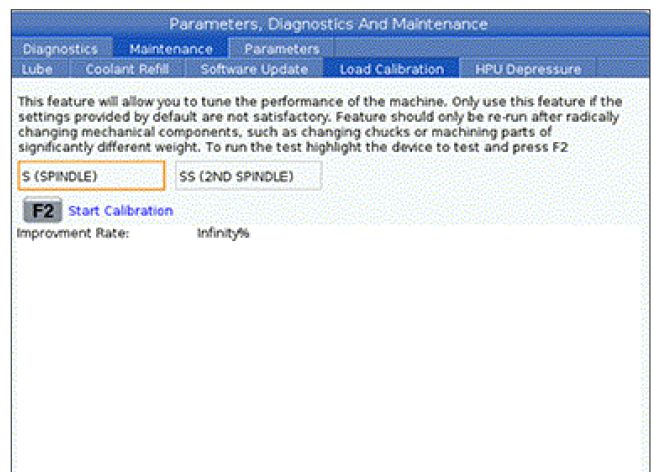 Parameters, Diagnostics And Maintenance
Diagnostics Maintenance Parameters
Lube Coolant Refill Software Update Load Calibration HPU Depressure
This feature will allow you to tune the performance of the machine. Only use this feature if the
settings provided by default are not satisfactory. Feature should only be re-run after radically
changing mechanical components, such as changing chucks or machining parts of
significantly different weight. To run the test highlight the device to test and press F2
S (SPINDLE) SS (2ND SPINDLE)
F2 Start Calibration
Improvment Rate: Infinity%